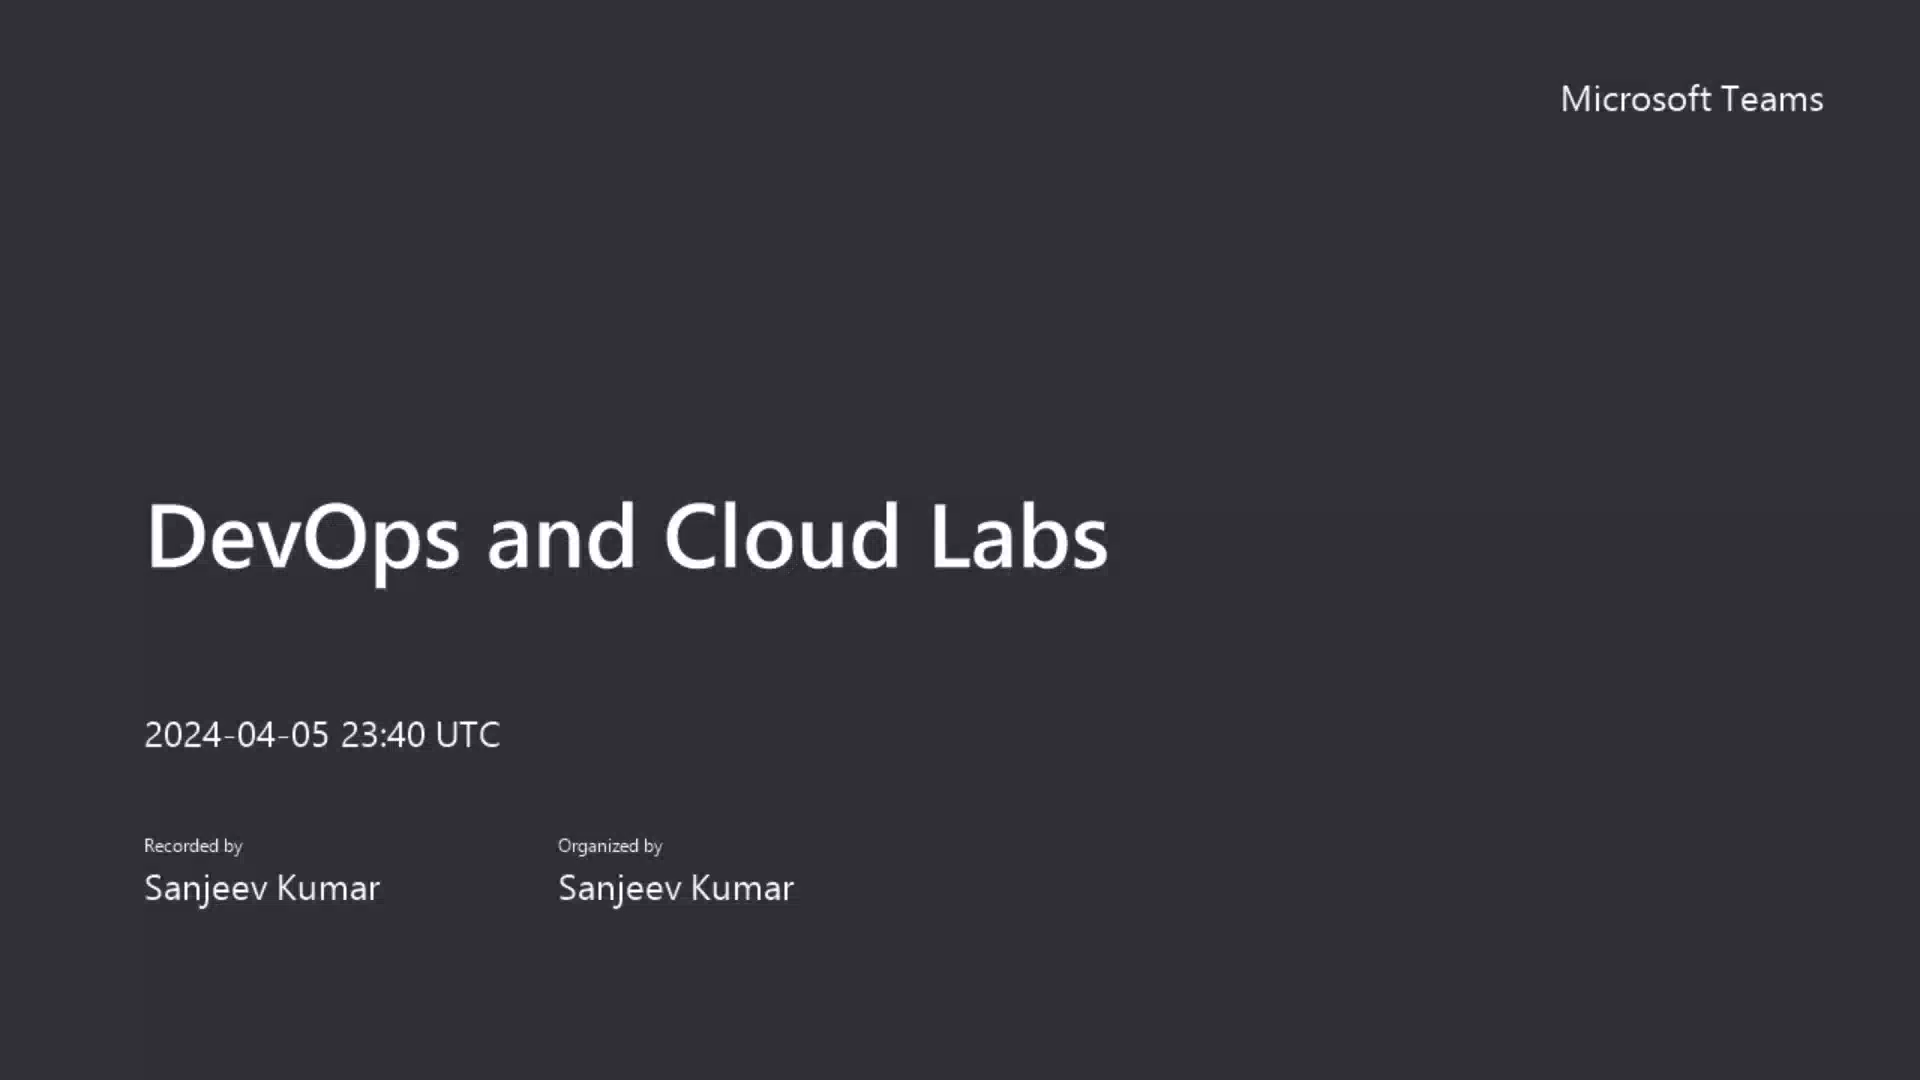 Microsoft Teams
DevOps and Cloud Labs
2024-04-05 23:40 UTC
Recorded by
Sanjeev Kumar
Organized by
Sanjeev Kumar